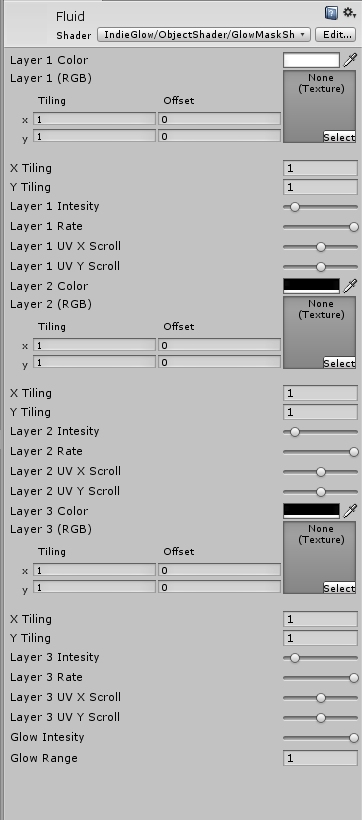 Fluid
Shader IndieGlow/ObjectShader/GlowMaskSh Edit...
Layer 1 Color
Layer 1 (RGB)
None
(Texture)
Tiling Offset
x 1 0
y 1 0
Select
X Tiling 1
Y Tiling 1
Layer 1 Intesity
Layer 1 Rate
Layer 1 UV X Scroll
Layer 1 UV Y Scroll
Layer 2 Color
Layer 2 (RGB)
None
(Texture)
Tiling Offset
x 1 0
y 1 0
Select
X Tiling 1
Y Tiling 1
Layer 2 Intesity
Layer 2 Rate
Layer 2 UV X Scroll
Layer 2 UV Y Scroll
Layer 3 Color
Layer 3 (RGB)
None
(Texture)
Tiling Offset
x 1 0
y 1 0
Select
X Tiling 1
Y Tiling 1
Layer 3 Intesity
Layer 3 Rate
Layer 3 UV X Scroll
Layer 3 UV Y Scroll
Glow Intesity
Glow Range 1